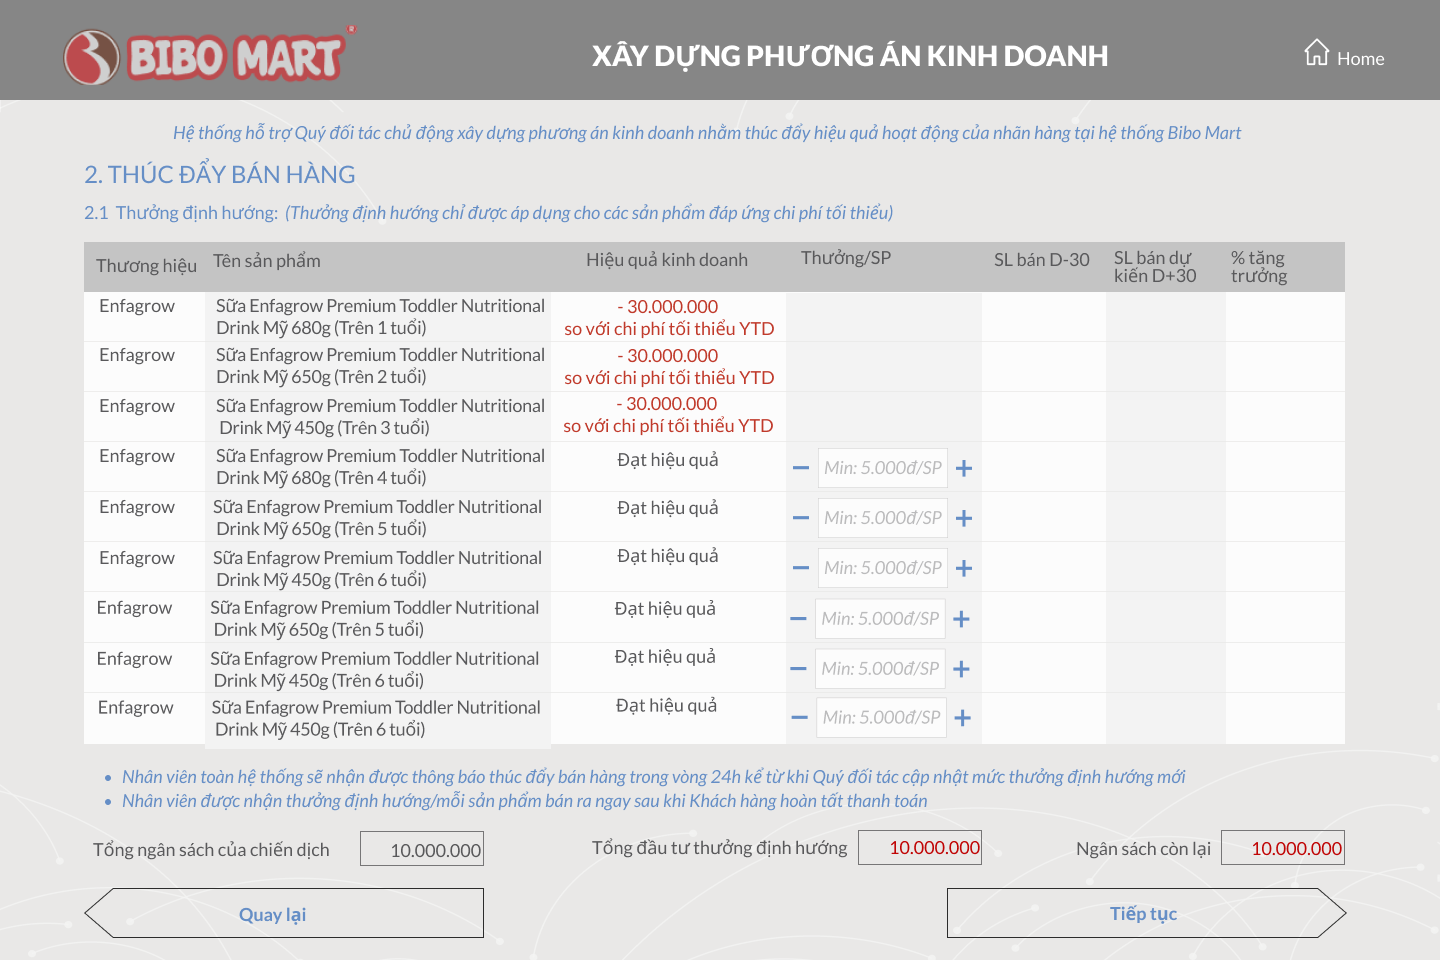 BIBO MART
XÂY DỰNG PHƯƠNG ÁN KINH DOANH
Home
Hệ thống hỗ trợ Quý đối tác chủ động xây dựng phương án kinh doanh nhằm thúc đẩy hiệu quả hoạt động của nhãn hàng tại hệ thống Bibo Mart
2. THÚC ĐẨY BÁN HÀNG
2.1 Thưởng định hướng: (Thưởng định hướng chỉ được áp dụng cho các sản phẩm đáp ứng chi phí tối thiểu)
Thương hiệu Tên sản phẩm Hiệu quả kinh doanh Thưởng/SP SL bán D-30 SL bán dự % tăng
kiến D+30 trưởng
Enfagrow Sữa Enfagrow Premium Toddler Nutritional - 30.000.000
Drink Mỹ 680g (Trên 1 tuổi) so với chi phí tối thiểu YTD
Enfagrow Sữa Enfagrow Premium Toddler Nutritional - 30.000.000
Drink Mỹ 650g (Trên 2 tuổi) so với chi phí tối thiểu YTD
Enfagrow Sữa Enfagrow Premium Toddler Nutritional - 30.000.000
Drink Mỹ 450g (Trên 3 tuổi) so với chi phí tối thiểu YTD
Enfagrow Sữa Enfagrow Premium Toddler Nutritional Đạt hiệu quả − Min: 5.000đ/SP +
Drink Mỹ 680g (Trên 4 tuổi)
Enfagrow Sữa Enfagrow Premium Toddler Nutritional Đạt hiệu quả − Min: 5.000đ/SP +
Drink Mỹ 650g (Trên 5 tuổi)
Enfagrow Sữa Enfagrow Premium Toddler Nutritional Đạt hiệu quả − Min: 5.000đ/SP +
Drink Mỹ 450g (Trên 6 tuổi)
Enfagrow Sữa Enfagrow Premium Toddler Nutritional Đạt hiệu quả − Min: 5.000đ/SP +
Drink Mỹ 650g (Trên 5 tuổi)
Enfagrow Sữa Enfagrow Premium Toddler Nutritional Đạt hiệu quả − Min: 5.000đ/SP +
Drink Mỹ 450g (Trên 6 tuổi)
Enfagrow Sữa Enfagrow Premium Toddler Nutritional Đạt hiệu quả − Min: 5.000đ/SP +
Drink Mỹ 450g (Trên 6 tuổi)
• Nhân viên toàn hệ thống sẽ nhận được thông báo thúc đẩy bán hàng trong vòng 24h kể từ khi Quý đối tác cập nhật mức thưởng định hướng mới
• Nhân viên được nhận thưởng định hướng/mỗi sản phẩm bán ra ngay sau khi Khách hàng hoàn tất thanh toán
Tổng ngân sách của chiến dịch 10.000.000 Tổng đầu tư thưởng định hướng 10.000.000 Ngân sách còn lại 10.000.000
Quay lại Tiếp tục